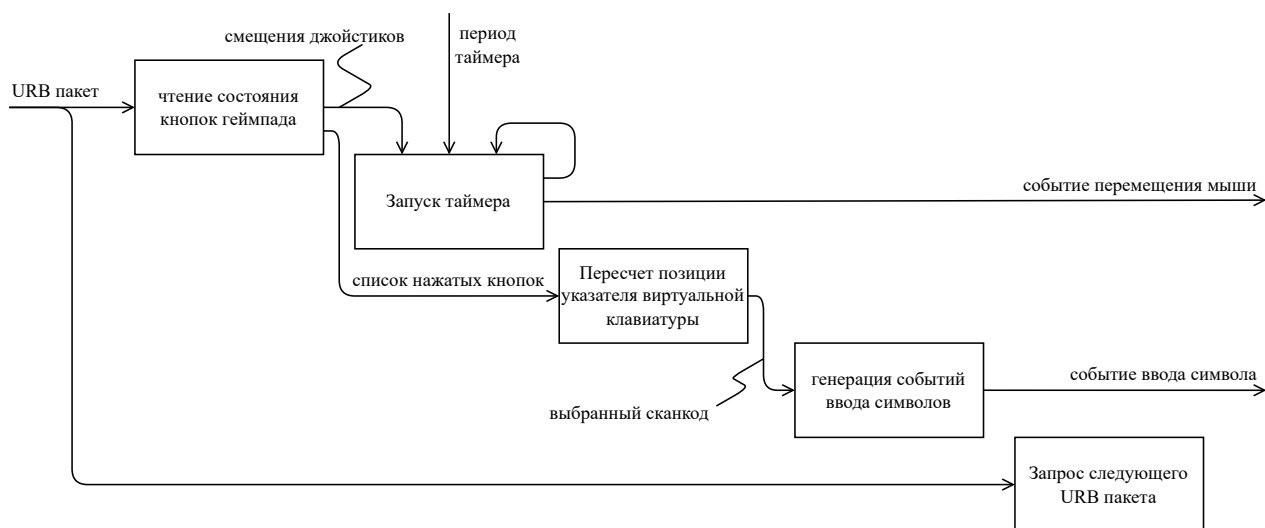 смещения джойстиков
период
таймера
URB пакет
чтение состояния
кнопок геймпада
Запуск таймера
событие перемещения мыши
список нажатых кнопок
Пересчет позиции
указателя виртуальной
клавиатуры
генерация событий
ввода символов
событие ввода символа
выбранный сканкод
Запрос следующего
URB пакета